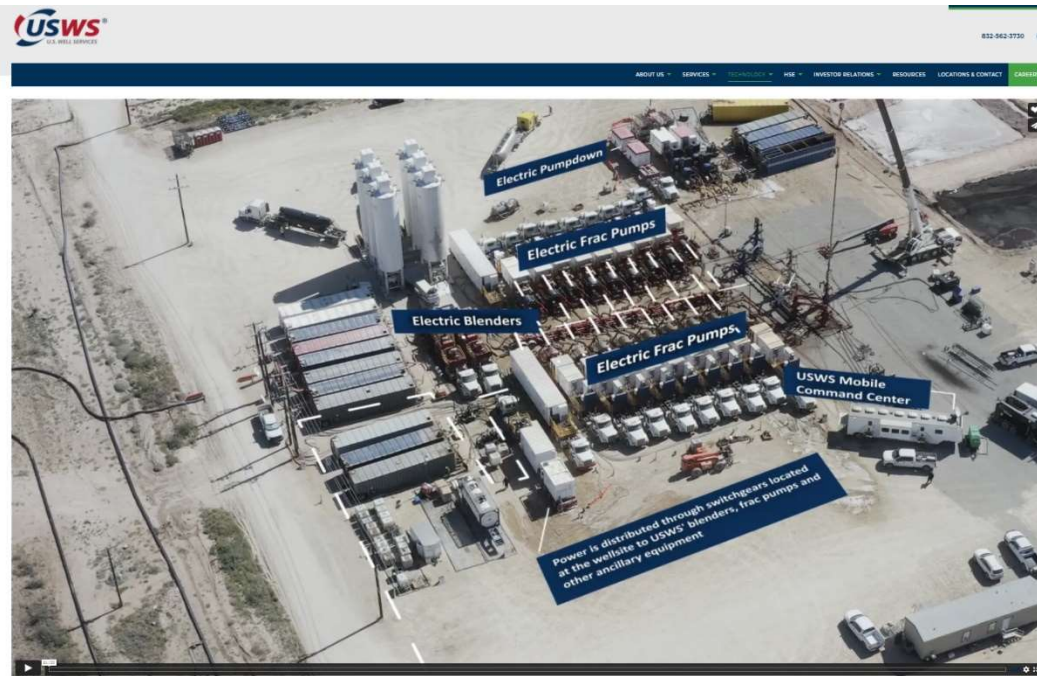 USWS®
U.S. WELL SERVICES
832-562-3730
ABOUT US SERVICES TECHNOLOGY HSE INVESTOR RELATIONS RESOURCES LOCATIONS & CONTACT CAREER
Electric Pumpdown
Electric Frac Pumps
Electric Blenders
Electric Frac Pumps
USWS Mobile
Command Center
Power is distributed through switchgears located
at the wellsite to USWS' blenders, frac pumps and
other ancillary equipment